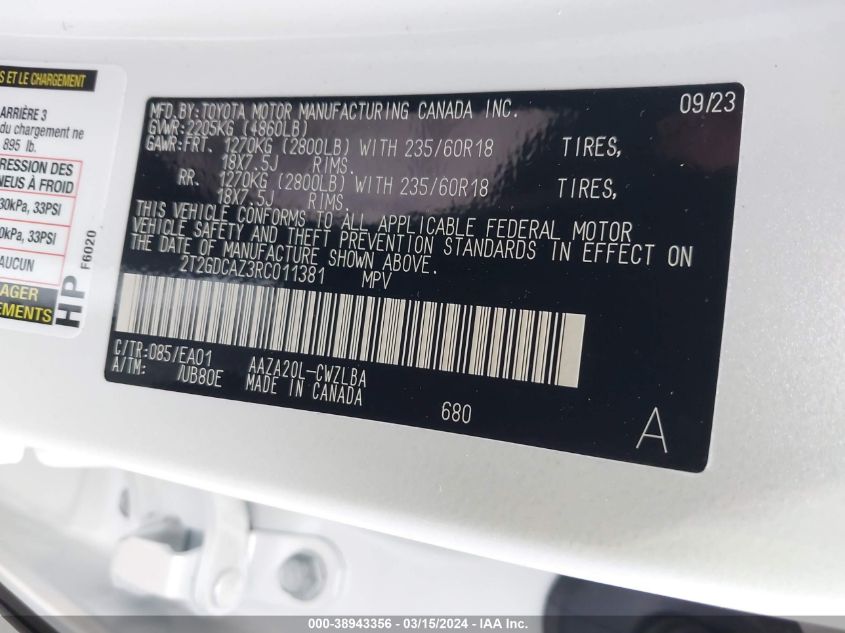 S ET LE CHARGEMENT
ARRIÈRE 3
du chargement ne
895 lb.
RESSION DES
NEUS À FROID
30kPa, 33PSI
0kPa, 33PSI
AUCUN
AGER
EMENTS
HP
F6020
MFD.BY:TOYOTA MOTOR MANUFACTURING CANADA INC. 09/23
GVWR:2205KG (4860LB)
GAWR:FRT. 1270KG (2800LB) WITH 235/60R18 TIRES,
18X7.5J RIMS.
RR. 1270KG (2800LB) WITH 235/60R18 TIRES,
18X7.5J RIMS.
THIS VEHICLE CONFORMS TO ALL APPLICABLE FEDERAL MOTOR
VEHICLE SAFETY AND THEFT PREVENTION STANDARDS IN EFFECT ON
THE DATE OF MANUFACTURE SHOWN ABOVE.
2T2GDCAZ3RC011381 MPV
C/TR:085/EA01 AAZA20L-CWZLBA
A/TM: /UB80E MADE IN CANADA
680
A
000-38943356 — 03/15/2024 — IAA Inc.